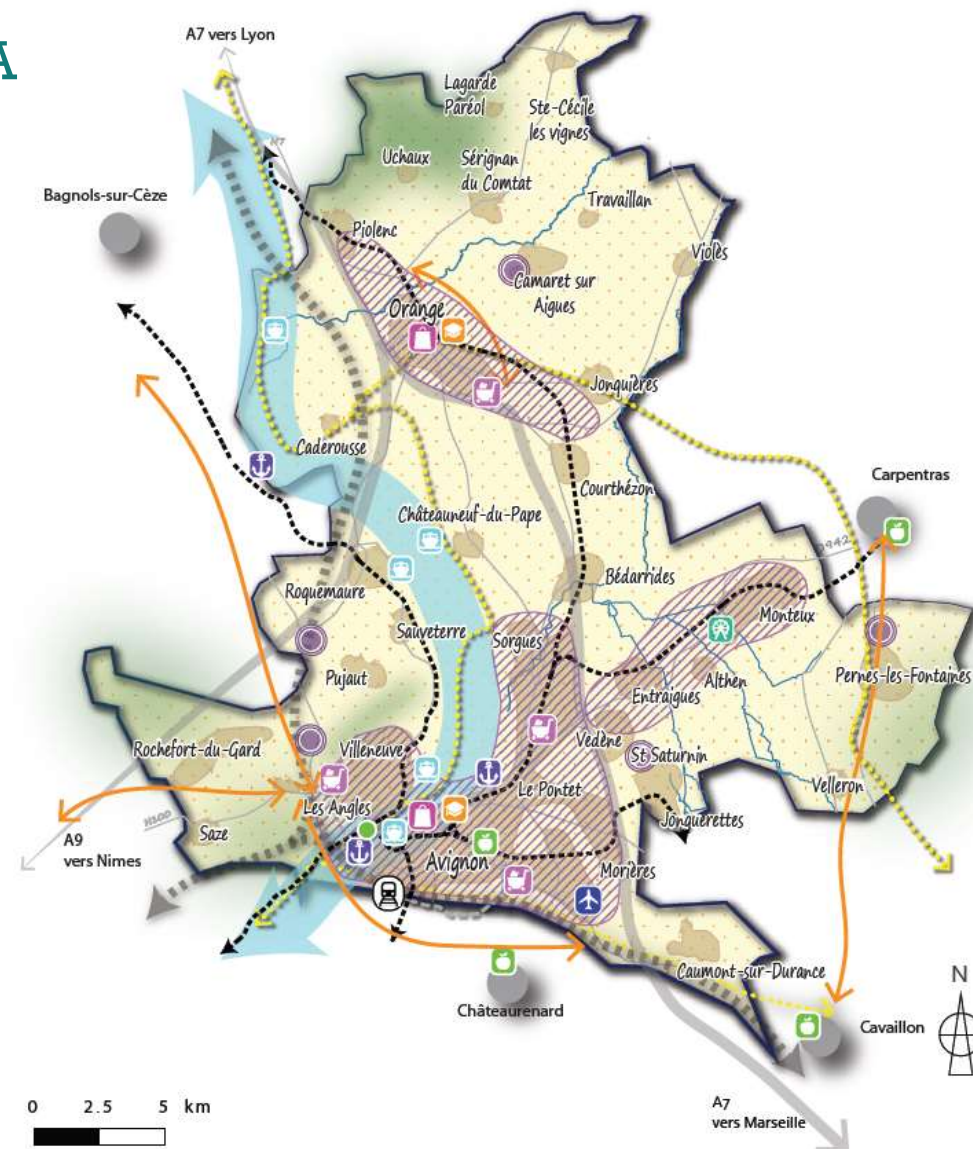 A
A7 vers Lyon
N7
Lagarde
Paréol
Ste-Cécile
les vignes
Uchaux
Sérignan
du Comtat
Bagnols-sur-Cèze
Travaillan
Piolenc
Violès
Camaret sur
Aigues
Orange
Jonquières
Caderousse
Carpentras
Courthézon
Châteauneuf-du-Pape
D942
Bédarrides
Roquemaure
Monteux
Sauveterre
Sorgues
Althen
Pernes-les-Fontaines
Pujaut
Entraigues
Rochefort-du-Gard
Villeneuve
Vedène
St Saturnin
Le Pontet
Velleron
Les Angles
N100
Saze
Jonquerettes
A9
vers Nimes
Avignon
Morières
Caumont-sur-Durance
N
Châteaurenard
Cavaillon
0 2.5 5 km
A7
vers Marseille